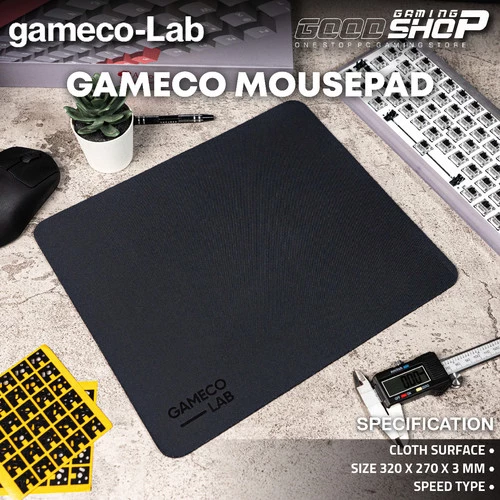 gameco-Lab
GAMING
GOOD SHOP
ONE STOP PC GAMING STORE
GAMECO MOUSEPAD
GAMECO
LAB
SPECIFICATION
CLOTH SURFACE •
SIZE 320 X 270 X 3 MM •
SPEED TYPE •